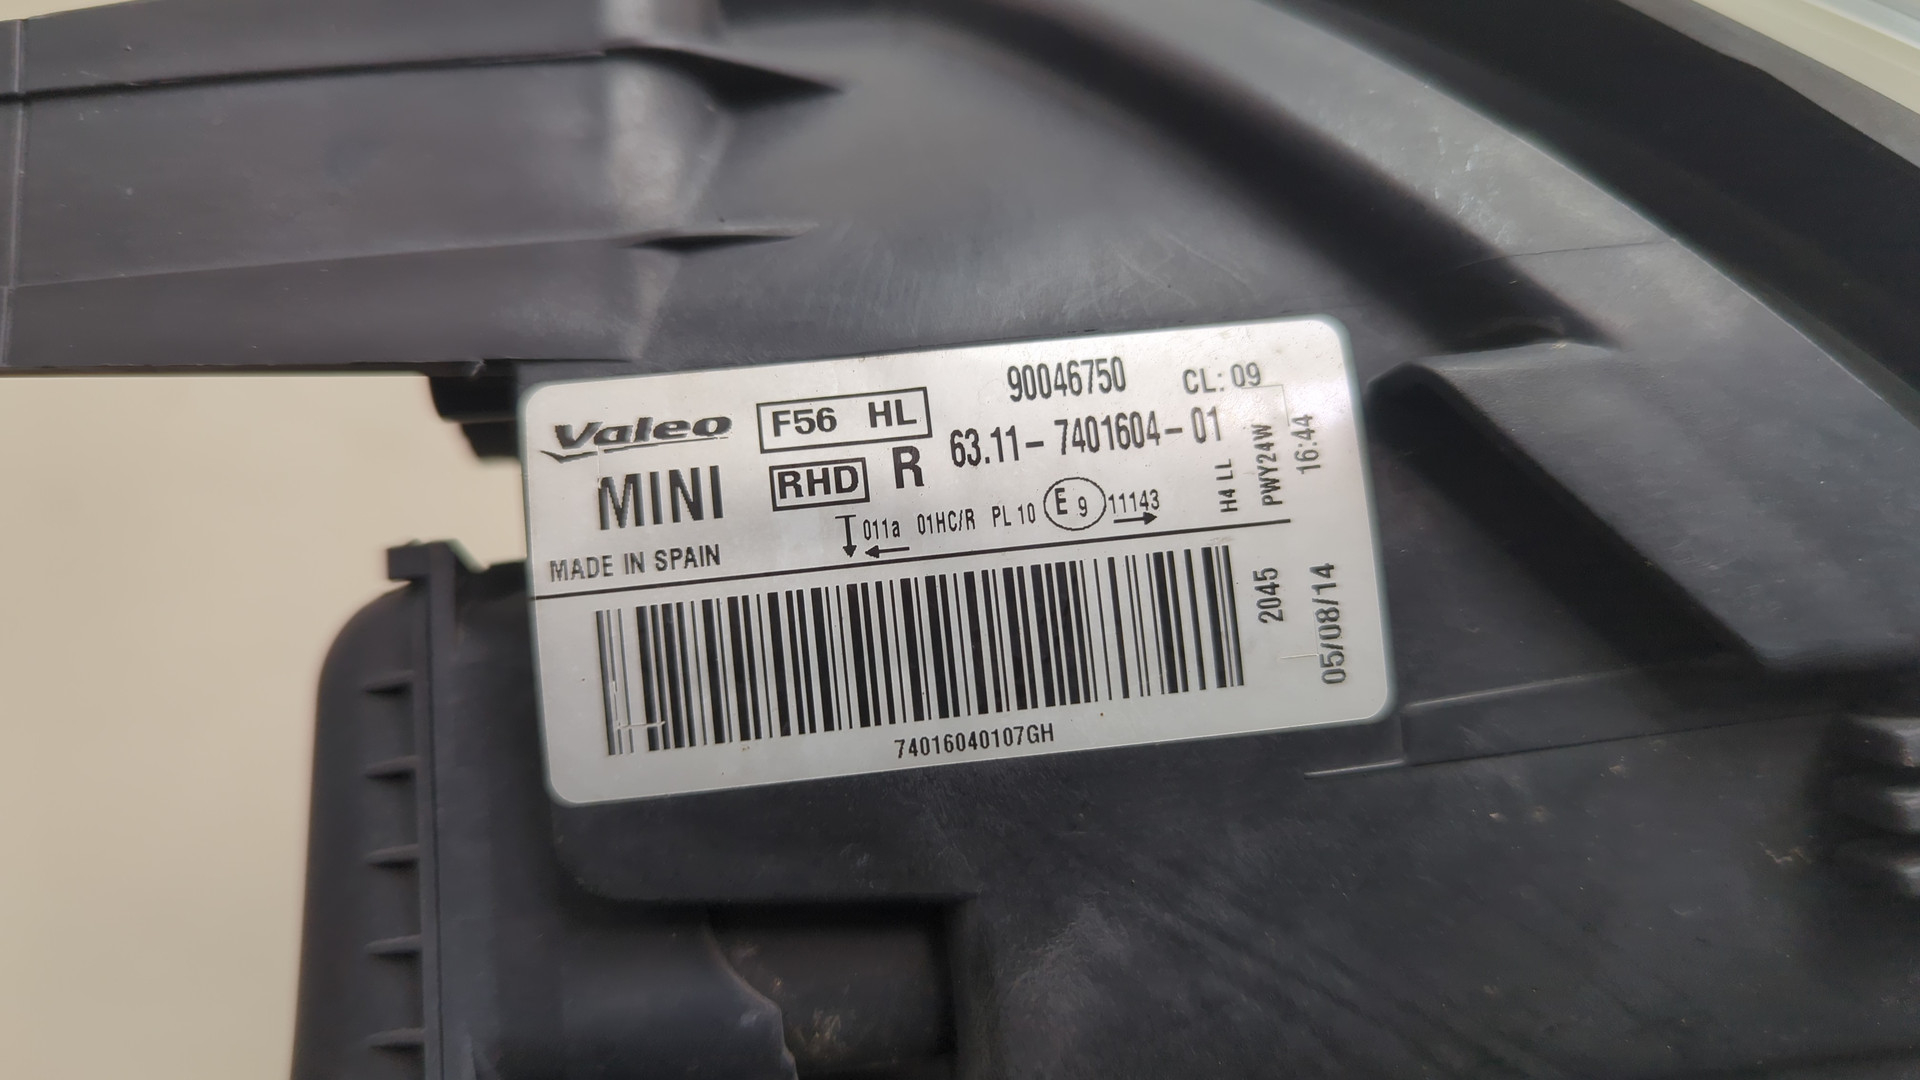 Valeo F56 HL 90046750 CL: 09
MINI RHD R 63.11-7401604-01
MADE IN SPAIN
011a 01HC/R PL 10 E 9 11143
H4 LL
PWY24W
16:44
2045
05/08/14
74016040107GH